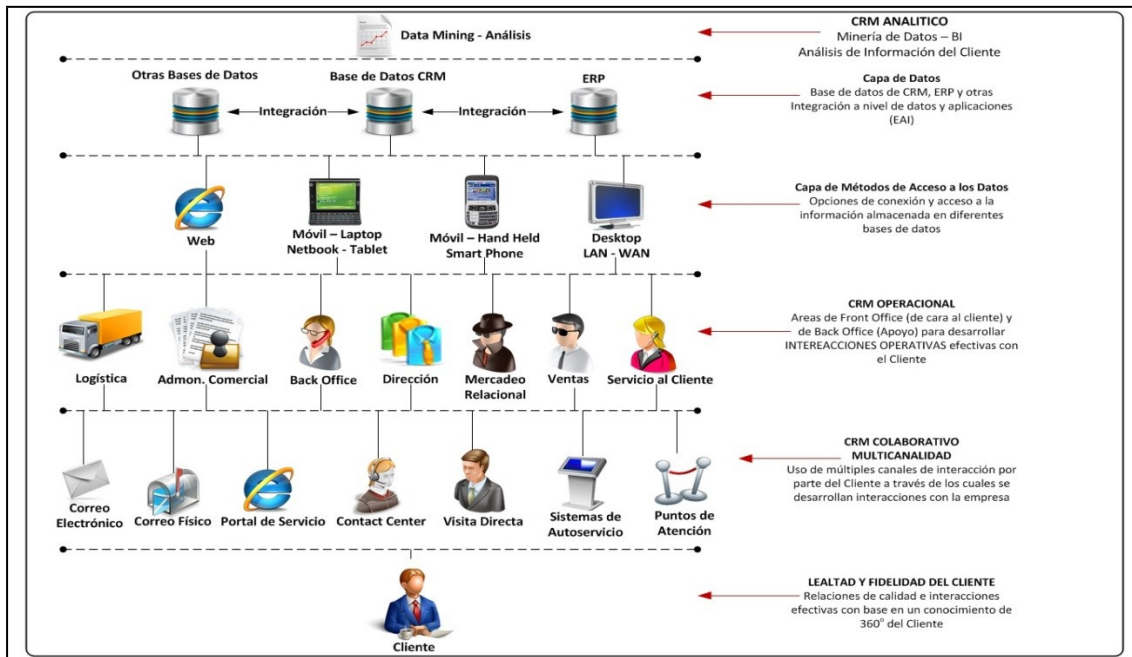 Data Mining - Análisis
CRM ANALITICO
Minería de Datos – BI
Análisis de Información del Cliente
Otras Bases de Datos
Base de Datos CRM
ERP
Integración
Integración
Capa de Datos
Base de datos de CRM, ERP y otras
Integración a nivel de datos y aplicaciones
(EAI)
Web
Móvil – Laptop
Netbook - Tablet
Móvil – Hand Held
Smart Phone
Desktop
LAN - WAN
Capa de Métodos de Acceso a los Datos
Opciones de conexión y acceso a la
información almacenada en diferentes
bases de datos
Logística
Admon. Comercial
Back Office
Dirección
Mercadeo
Relacional
Ventas
Servicio al Cliente
CRM OPERACIONAL
Areas de Front Office (de cara al cliente) y
de Back Office (Apoyo) para desarrollar
INTEREACCIONES OPERATIVAS efectivas con
el Cliente
Correo
Electrónico
Correo Físico
Portal de Servicio
Contact Center
Visita Directa
Sistemas de
Autoservicio
Puntos de
Atención
CRM COLABORATIVO
MULTICANALIDAD
Uso de múltiples canales de interacción por
parte del Cliente a través de los cuales se
desarrollan interacciones con la empresa
Cliente
LEALTAD Y FIDELIDAD DEL CLIENTE
Relaciones de calidad e interacciones
efectivas con base en un conocimiento de
360° del Cliente